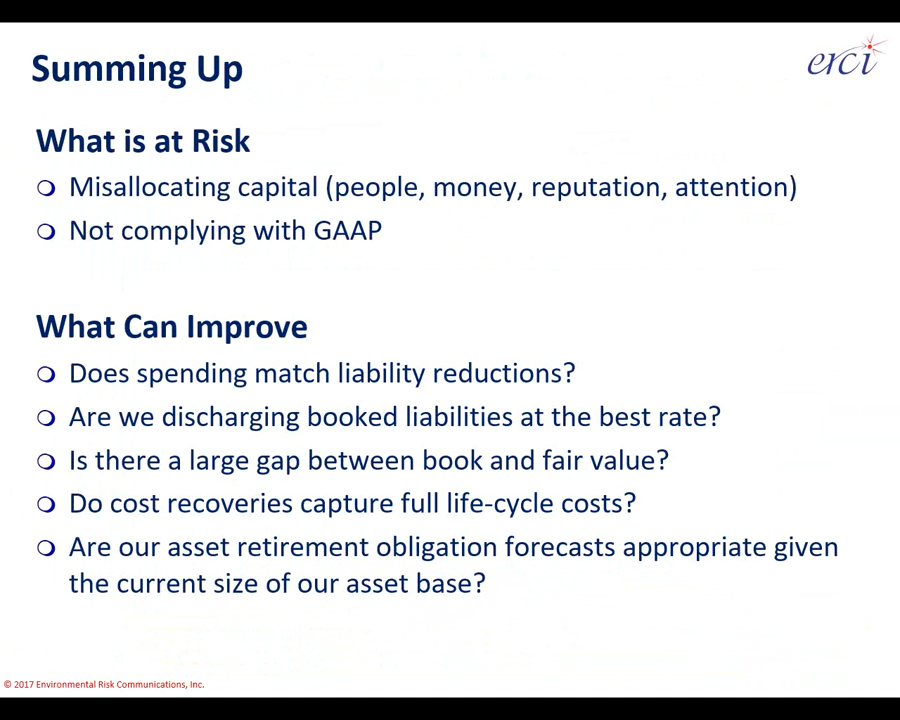 Summing Up
erci
What is at Risk
Misallocating capital (people, money, reputation, attention)
Not complying with GAAP
What Can Improve
Does spending match liability reductions?
Are we discharging booked liabilities at the best rate?
Is there a large gap between book and fair value?
Do cost recoveries capture full life-cycle costs?
Are our asset retirement obligation forecasts appropriate given
the current size of our asset base?
© 2017 Environmental Risk Communications, Inc.